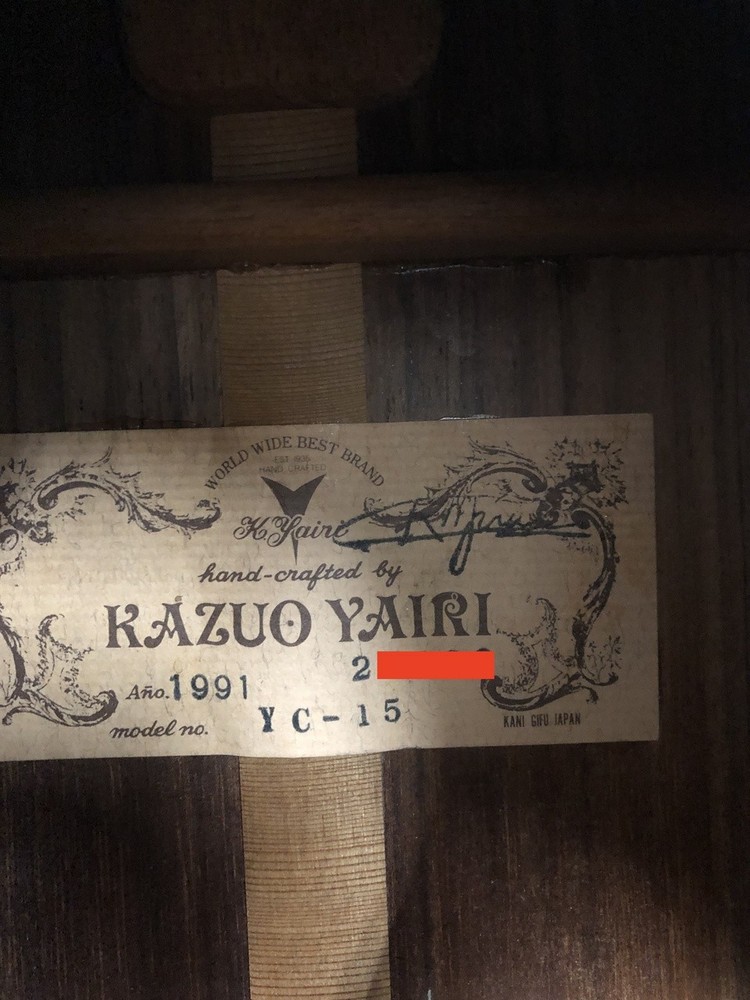 WORLD WIDE BEST BRAND
EST 1935
HAND CRAFTED
K.Yairi
hand-crafted by
KAZUO YAIRI
2
Año.1991
model no. YC-15
KANI GIFU JAPAN